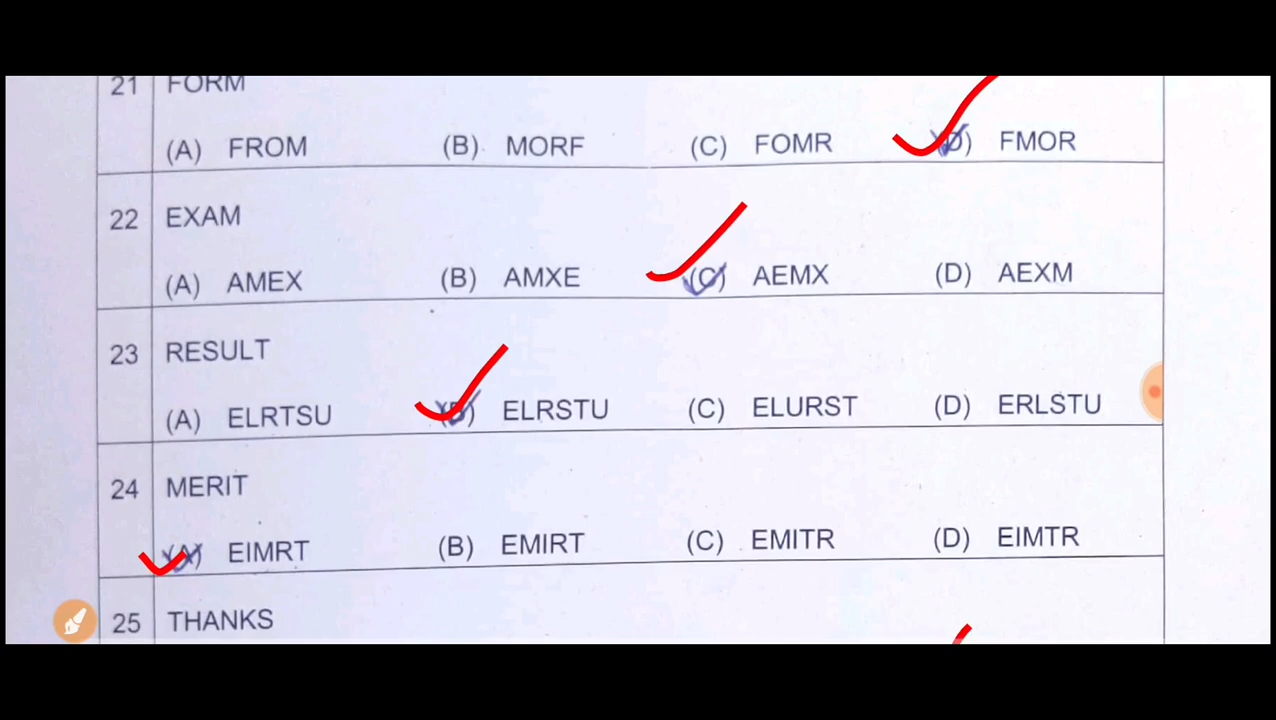 21 FORM
(A) FROM (B) MORF (C) FOMR (D) FMOR
22 EXAM
(A) AMEX (B) AMXE (C) AEMX (D) AEXM
23 RESULT
(A) ELRTSU (B) ELRSTU (C) ELURST (D) ERLSTU
24 MERIT
(A) EIMRT (B) EMIRT (C) EMITR (D) EIMTR
25 THANKS